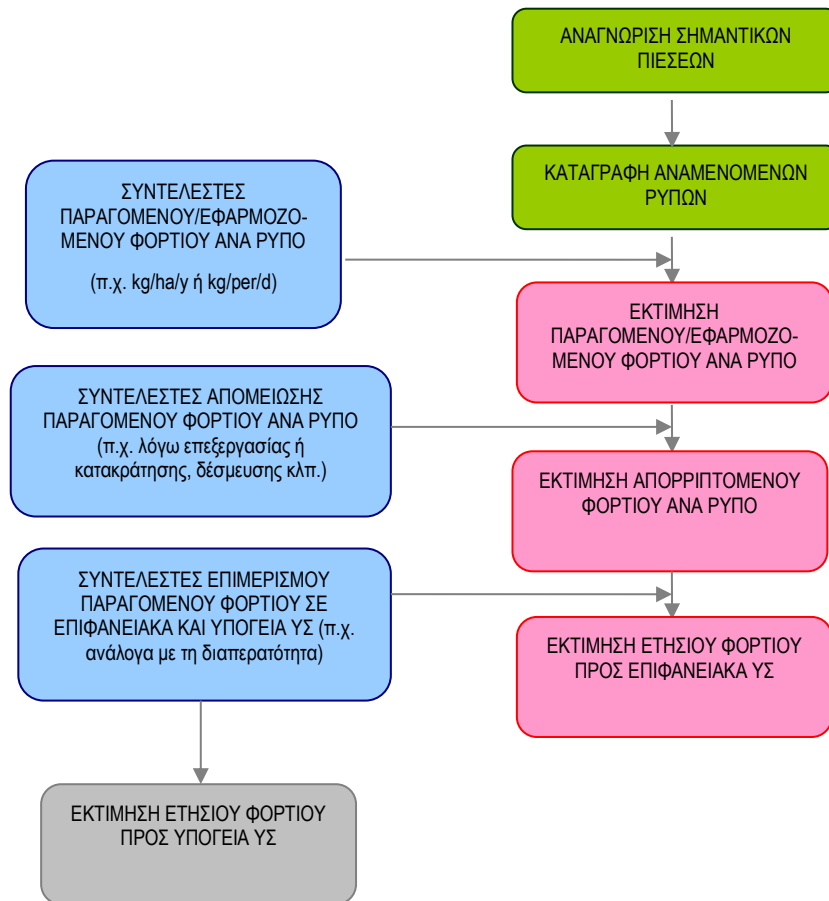 ΑΝΑΓΝΩΡΙΣΗ ΣΗΜΑΝΤΙΚΩΝ
ΠΙΕΣΕΩΝ
ΚΑΤΑΓΡΑΦΗ ΑΝΑΜΕΝΟΜΕΝΩΝ
ΡΥΠΩΝ
ΣΥΝΤΕΛΕΣΤΕΣ
ΠΑΡΑΓΟΜΕΝΟΥ/ΕΦΑΡΜΟΖΟ-
ΜΕΝΟΥ ΦΟΡΤΙΟΥ ΑΝΑ ΡΥΠΟ
(π.χ. kg/ha/y ή kg/per/d)
ΕΚΤΙΜΗΣΗ
ΠΑΡΑΓΟΜΕΝΟΥ/ΕΦΑΡΜΟΖΟ-
ΜΕΝΟΥ ΦΟΡΤΙΟΥ ΑΝΑ ΡΥΠΟ
ΣΥΝΤΕΛΕΣΤΕΣ ΑΠΟΜΕΙΩΣΗΣ
ΠΑΡΑΓΟΜΕΝΟΥ ΦΟΡΤΙΟΥ ΑΝΑ ΡΥΠΟ
(π.χ. λόγω επεξεργασίας ή
κατακράτησης, δέσμευσης κλπ.)
ΕΚΤΙΜΗΣΗ ΑΠΟΡΡΙΠΤΟΜΕΝΟΥ
ΦΟΡΤΙΟΥ ΑΝΑ ΡΥΠΟ
ΣΥΝΤΕΛΕΣΤΕΣ ΕΠΙΜΕΡΙΣΜΟΥ
ΠΑΡΑΓΟΜΕΝΟΥ ΦΟΡΤΙΟΥ ΣΕ
ΕΠΙΦΑΝΕΙΑΚΑ ΚΑΙ ΥΠΟΓΕΙΑ ΥΣ (π.χ.
ανάλογα με τη διαπερατότητα)
ΕΚΤΙΜΗΣΗ ΕΤΗΣΙΟΥ ΦΟΡΤΙΟΥ
ΠΡΟΣ ΕΠΙΦΑΝΕΙΑΚΑ ΥΣ
ΕΚΤΙΜΗΣΗ ΕΤΗΣΙΟΥ ΦΟΡΤΙΟΥ
ΠΡΟΣ ΥΠΟΓΕΙΑ ΥΣ